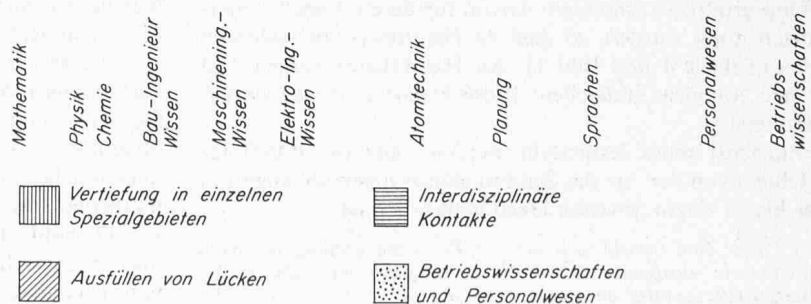 Mathematik
Physik
Chemie
Bau-Ingenieur
Wissen
Maschinening.-
Wissen
Elektro-Ing.-
Wissen
Atomtechnik
Planung
Sprachen
Personalwesen
Betriebs-
wissenschaften
Vertiefung in einzelnen
Spezialgebieten
Interdisziplinäre
Kontakte
Ausfüllen von Lücken
Betriebswissenschaften
und Personalwesen